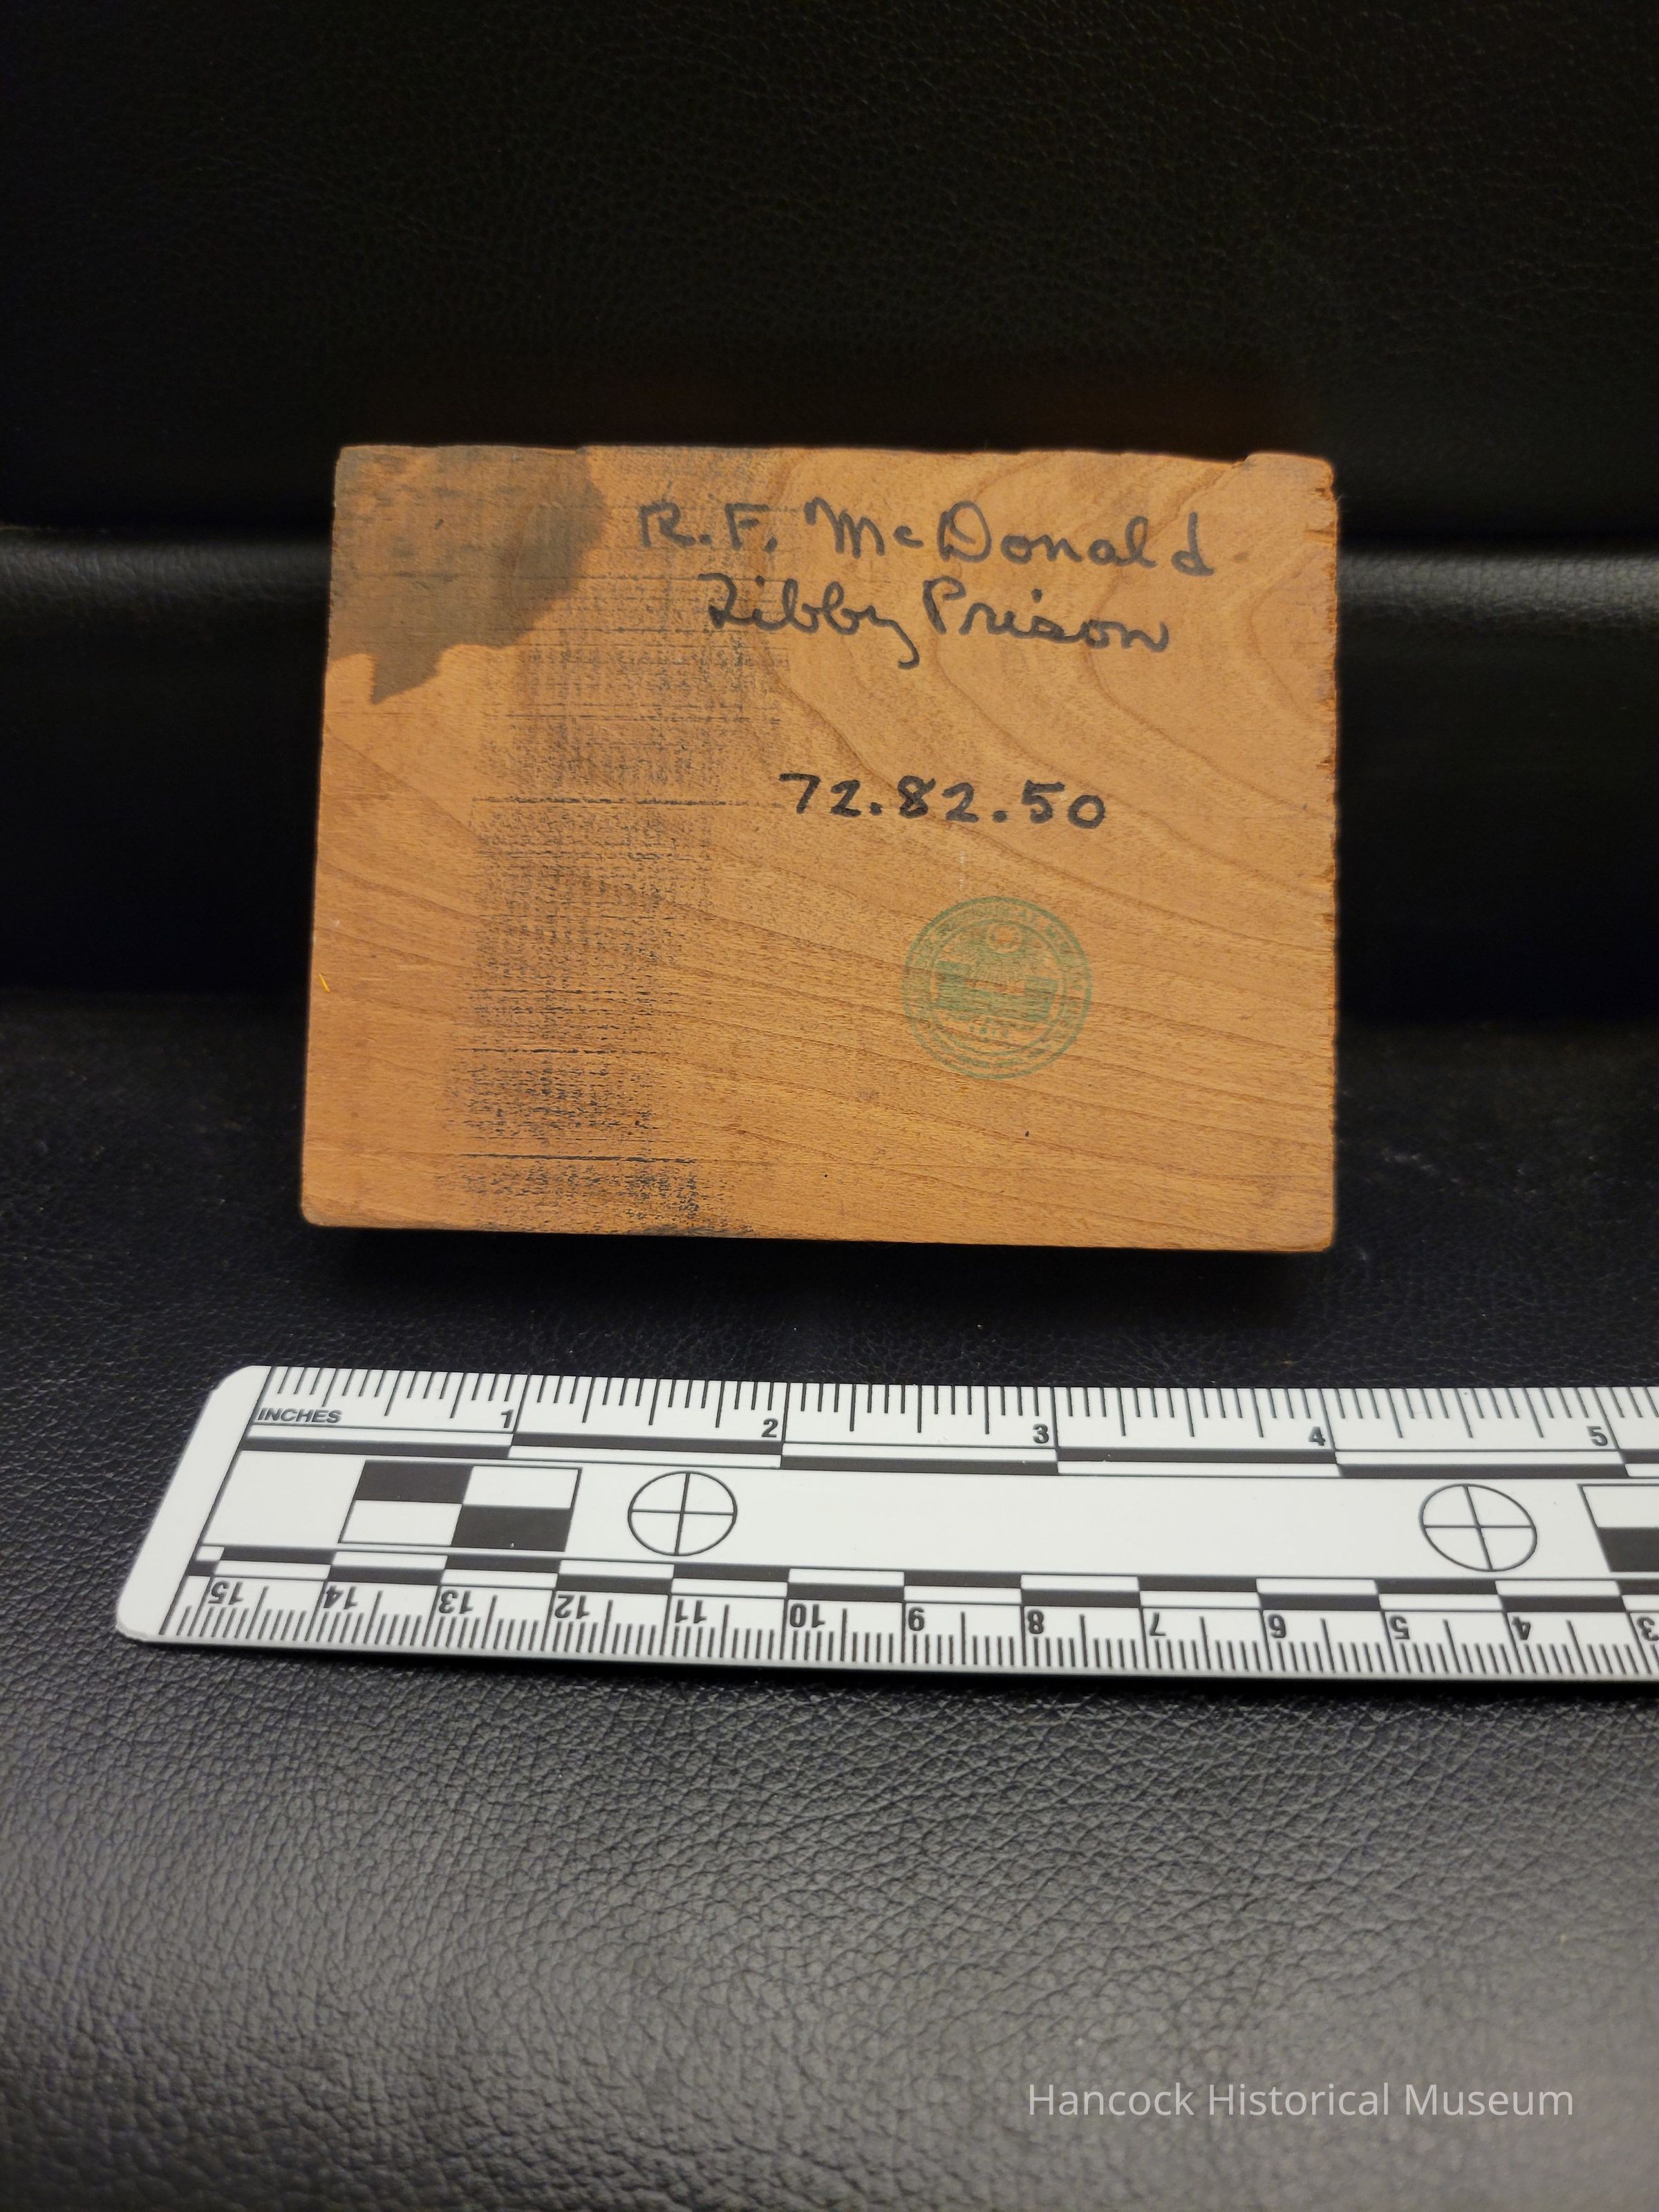 R.F. McDonald
Libby Prison
72.82.50
HISTORICAL
INCHES 1 2 3 4 5
15 14 13 12 11 10 9 8 7 6 5 4 3
Hancock Historical Museum